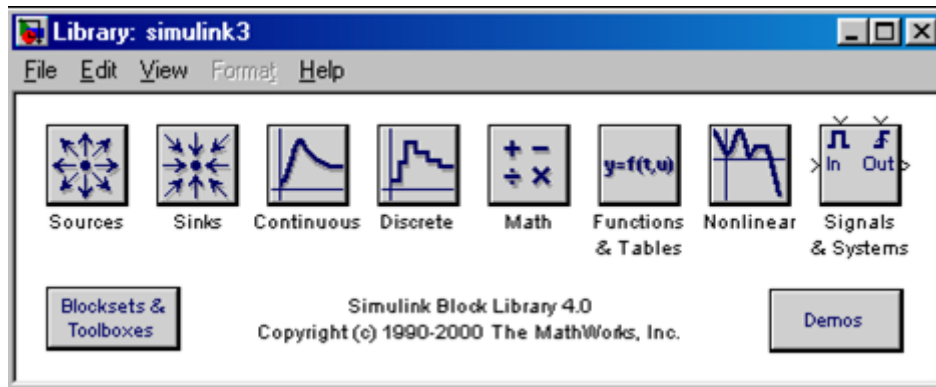 Library: simulink3
File Edit View Format Help
y=f(t,u)
In Out
Sources Sinks Continuous Discrete Math Functions & Tables Nonlinear Signals & Systems
Blocksets & Toolboxes
Simulink Block Library 4.0
Copyright (c) 1990-2000 The MathWorks, Inc.
Demos